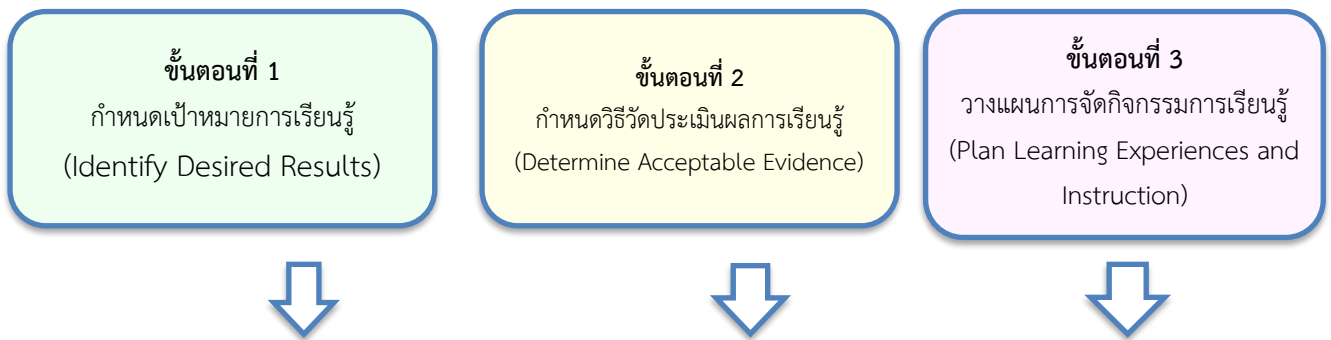 ขั้นตอนที่ 1
กำหนดเป้าหมายการเรียนรู้
(Identify Desired Results)
ขั้นตอนที่ 2
กำหนดวิธีวัดประเมินผลการเรียนรู้
(Determine Acceptable Evidence)
ขั้นตอนที่ 3
วางแผนการจัดกิจกรรมการเรียนรู้
(Plan Learning Experiences and
Instruction)